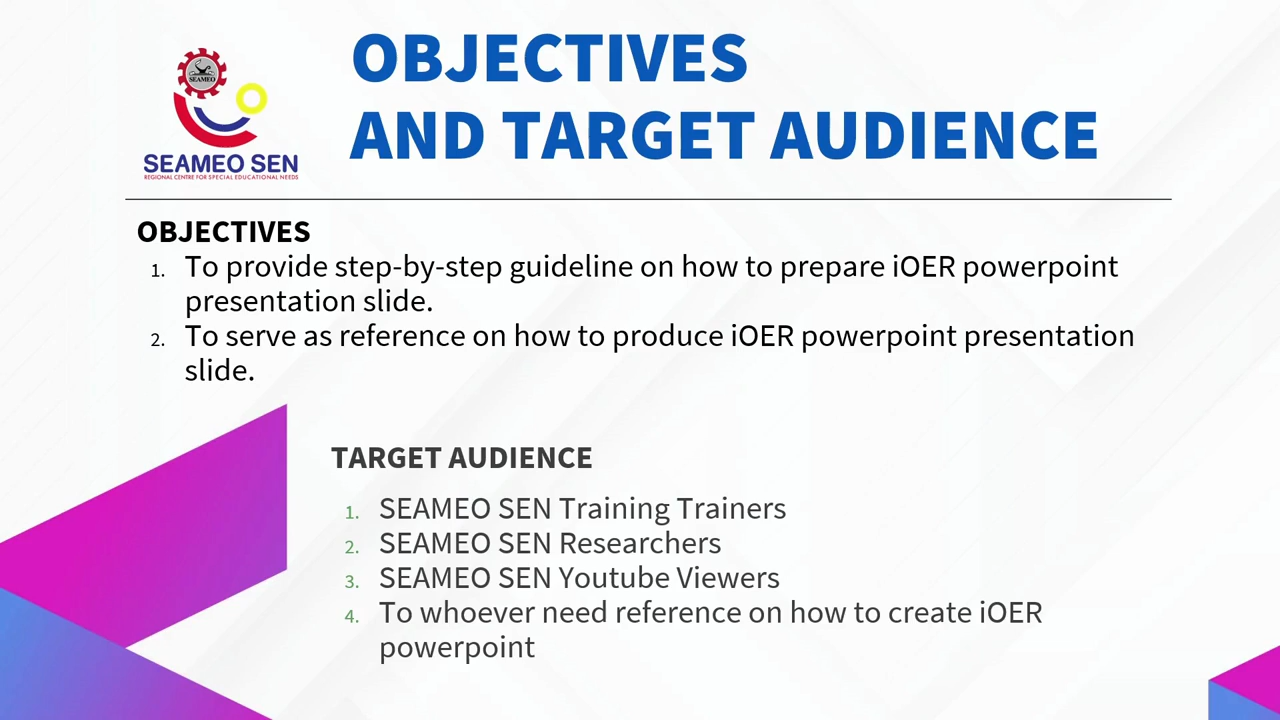 OBJECTIVES
AND TARGET AUDIENCE
SEAMEO
SEAMEO SEN
REGIONAL CENTRE FOR SPECIAL EDUCATIONAL NEEDS
OBJECTIVES
1. To provide step-by-step guideline on how to prepare iOER powerpoint
presentation slide.
2. To serve as reference on how to produce iOER powerpoint presentation
slide.
TARGET AUDIENCE
1. SEAMEO SEN Training Trainers
2. SEAMEO SEN Researchers
3. SEAMEO SEN Youtube Viewers
4. To whoever need reference on how to create iOER
powerpoint